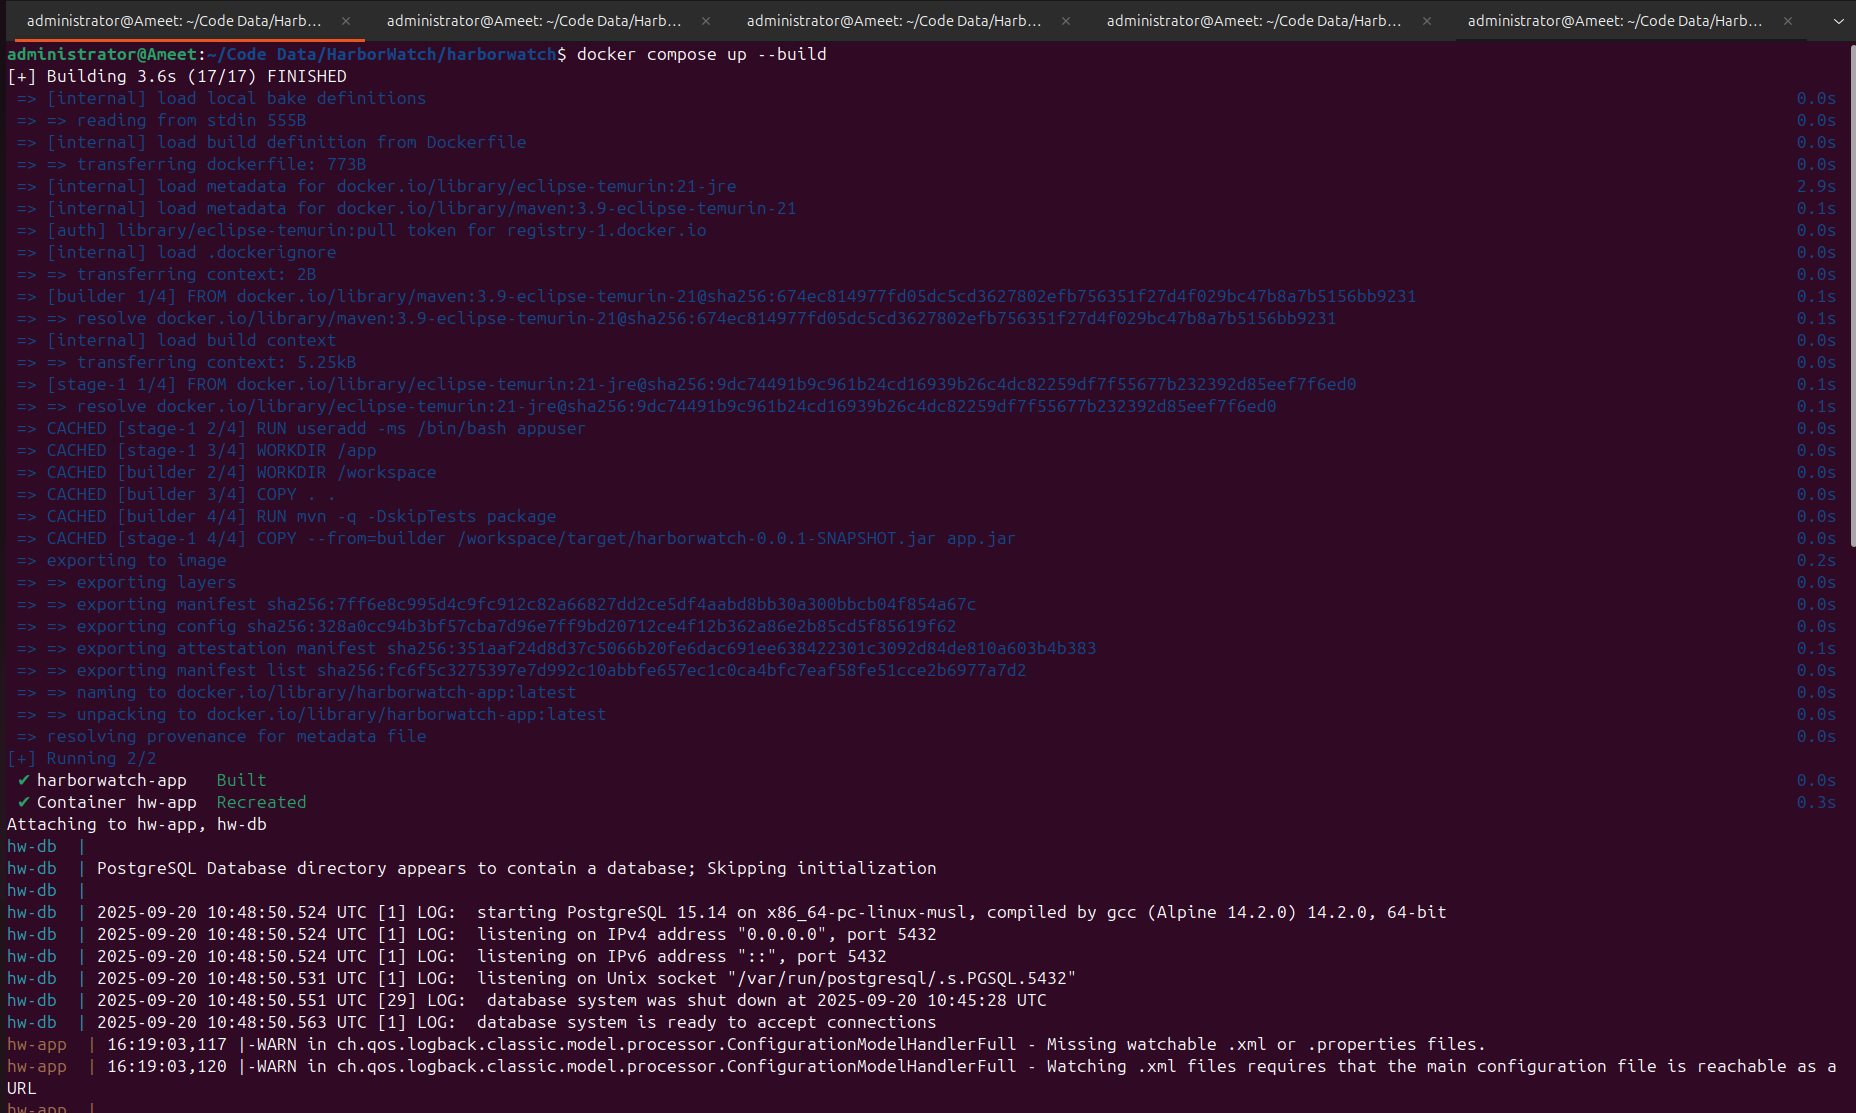 administrator@Ameet: ~/Code Data/Harb... × administrator@Ameet: ~/Code Data/Harb... × administrator@Ameet: ~/Code Data/Harb... × administrator@Ameet: ~/Code Data/Harb... × administrator@Ameet: ~/Code Data/Harb... ×
administrator@Ameet:~/Code Data/HarborWatch/harborwatch$ docker compose up --build
[+] Building 3.6s (17/17) FINISHED
=> [internal] load local bake definitions 0.0s
=> => reading from stdin 555B 0.0s
=> [internal] load build definition from Dockerfile 0.0s
=> => transferring dockerfile: 773B 0.0s
=> [internal] load metadata for docker.io/library/eclipse-temurin:21-jre 2.9s
=> [internal] load metadata for docker.io/library/maven:3.9-eclipse-temurin-21 0.1s
=> [auth] library/eclipse-temurin:pull token for registry-1.docker.io 0.0s
=> [internal] load .dockerignore 0.0s
=> => transferring context: 2B 0.0s
=> [builder 1/4] FROM docker.io/library/maven:3.9-eclipse-temurin-21@sha256:674ec814977fd05dc5cd3627802efb756351f27d4f029bc47b8a7b5156bb9231 0.1s
=> => resolve docker.io/library/maven:3.9-eclipse-temurin-21@sha256:674ec814977fd05dc5cd3627802efb756351f27d4f029bc47b8a7b5156bb9231 0.1s
=> [internal] load build context 0.0s
=> => transferring context: 5.25kB 0.0s
=> [stage-1 1/4] FROM docker.io/library/eclipse-temurin:21-jre@sha256:9dc74491b9c961b24cd16939b26c4dc82259df7f55677b232392d85eef7f6ed0 0.1s
=> => resolve docker.io/library/eclipse-temurin:21-jre@sha256:9dc74491b9c961b24cd16939b26c4dc82259df7f55677b232392d85eef7f6ed0 0.1s
=> CACHED [stage-1 2/4] RUN useradd -ms /bin/bash appuser 0.0s
=> CACHED [stage-1 3/4] WORKDIR /app 0.0s
=> CACHED [builder 2/4] WORKDIR /workspace 0.0s
=> CACHED [builder 3/4] COPY . . 0.0s
=> CACHED [builder 4/4] RUN mvn -q -DskipTests package 0.0s
=> CACHED [stage-1 4/4] COPY --from=builder /workspace/target/harborwatch-0.0.1-SNAPSHOT.jar app.jar 0.0s
=> exporting to image 0.2s
=> => exporting layers 0.0s
=> => exporting manifest sha256:7ff6e8c995d4c9fc912c82a66827dd2ce5df4aabd8bb30a300bbcb04f854a67c 0.0s
=> => exporting config sha256:328a0cc94b3bf57cba7d96e7ff9bd20712ce4f12b362a86e2b85cd5f85619f62 0.0s
=> => exporting attestation manifest sha256:351aaf24d8d37c5066b20fe6dac691ee638422301c3092d84de810a603b4b383 0.1s
=> => exporting manifest list sha256:fc6f5c3275397e7d992c10abbfe657ec1c0ca4bfc7eaf58fe51cce2b6977a7d2 0.0s
=> => naming to docker.io/library/harborwatch-app:latest 0.0s
=> => unpacking to docker.io/library/harborwatch-app:latest 0.0s
=> resolving provenance for metadata file 0.0s
[+] Running 2/2
✔ harborwatch-app Built 0.0s
✔ Container hw-app Recreated 0.3s
Attaching to hw-app, hw-db
hw-db |
hw-db | PostgreSQL Database directory appears to contain a database; Skipping initialization
hw-db |
hw-db | 2025-09-20 10:48:50.524 UTC [1] LOG: starting PostgreSQL 15.14 on x86_64-pc-linux-musl, compiled by gcc (Alpine 14.2.0) 14.2.0, 64-bit
hw-db | 2025-09-20 10:48:50.524 UTC [1] LOG: listening on IPv4 address "0.0.0.0", port 5432
hw-db | 2025-09-20 10:48:50.524 UTC [1] LOG: listening on IPv6 address "::", port 5432
hw-db | 2025-09-20 10:48:50.531 UTC [1] LOG: listening on Unix socket "/var/run/postgresql/.s.PGSQL.5432"
hw-db | 2025-09-20 10:48:50.551 UTC [29] LOG: database system was shut down at 2025-09-20 10:45:28 UTC
hw-db | 2025-09-20 10:48:50.563 UTC [1] LOG: database system is ready to accept connections
hw-app | 16:19:03,117 |-WARN in ch.qos.logback.classic.model.processor.ConfigurationModelHandlerFull - Missing watchable .xml or .properties files.
hw-app | 16:19:03,120 |-WARN in ch.qos.logback.classic.model.processor.ConfigurationModelHandlerFull - Watching .xml files requires that the main configuration file is reachable as a
URL
hw-app |